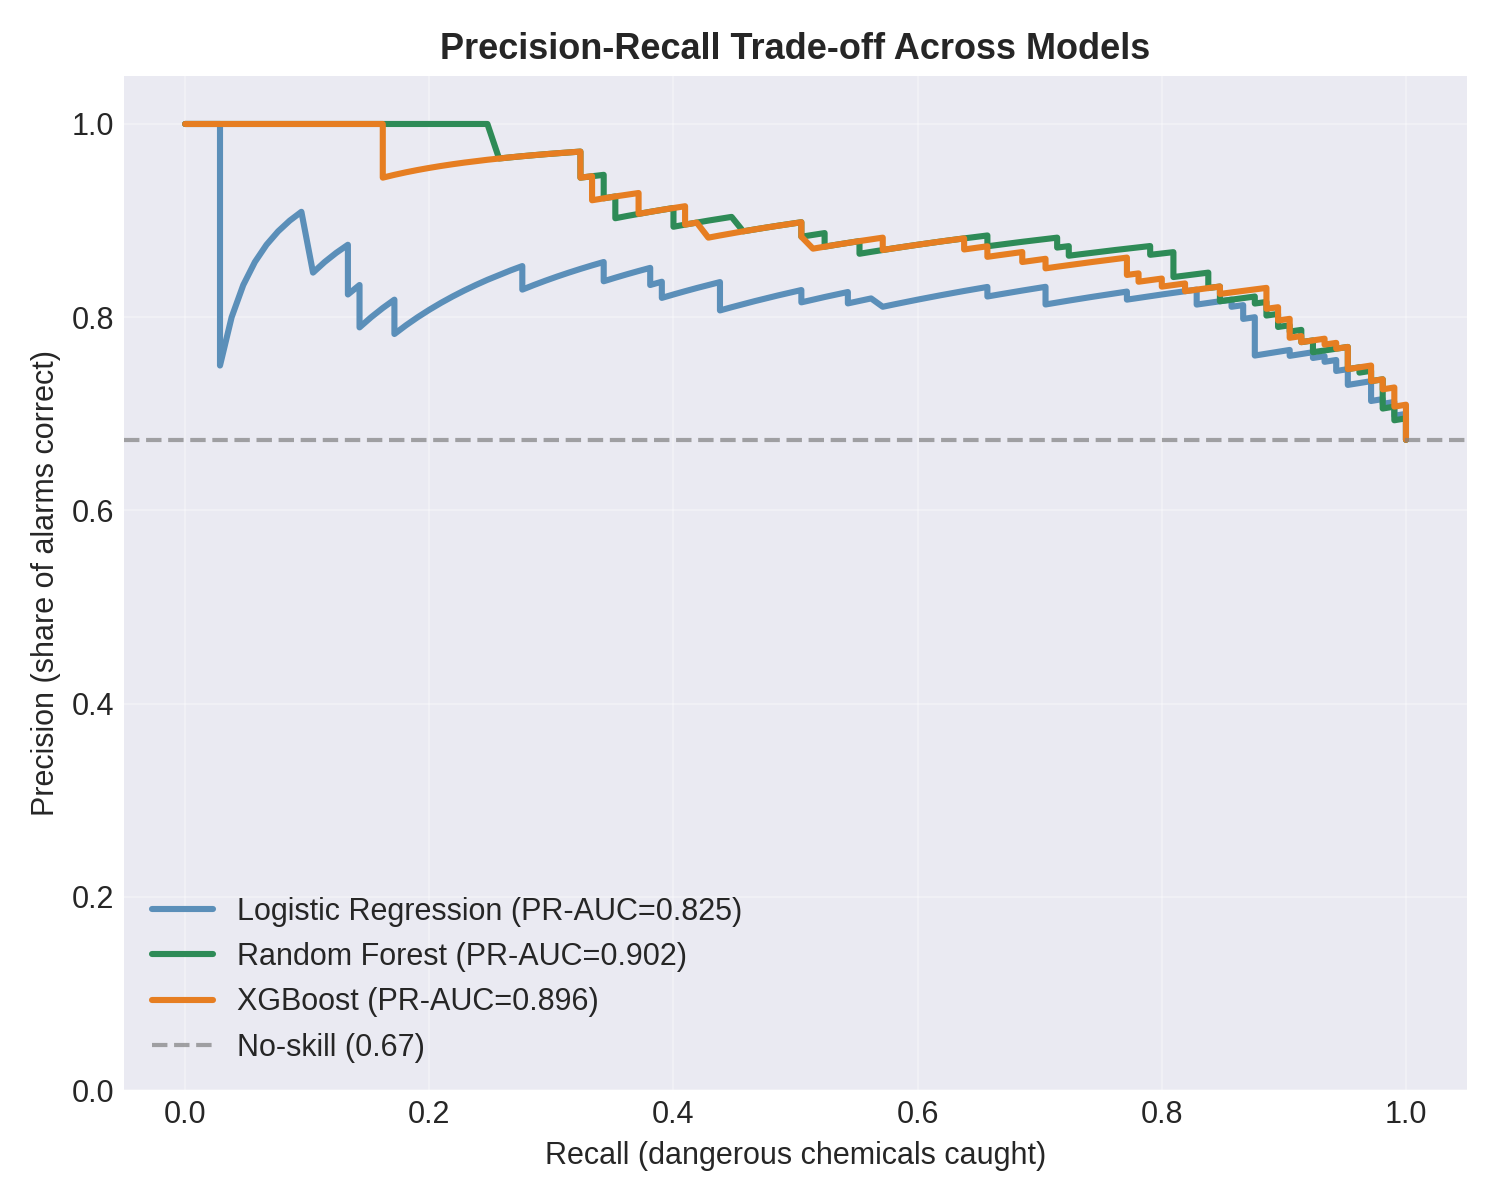 Precision-Recall Trade-off Across Models
Precision (share of alarms correct)
1.0
0.8
0.6
0.4
0.2
0.0
Logistic Regression (PR-AUC=0.825)
Random Forest (PR-AUC=0.902)
XGBoost (PR-AUC=0.896)
No-skill (0.67)
0.0 0.2 0.4 0.6 0.8 1.0
Recall (dangerous chemicals caught)